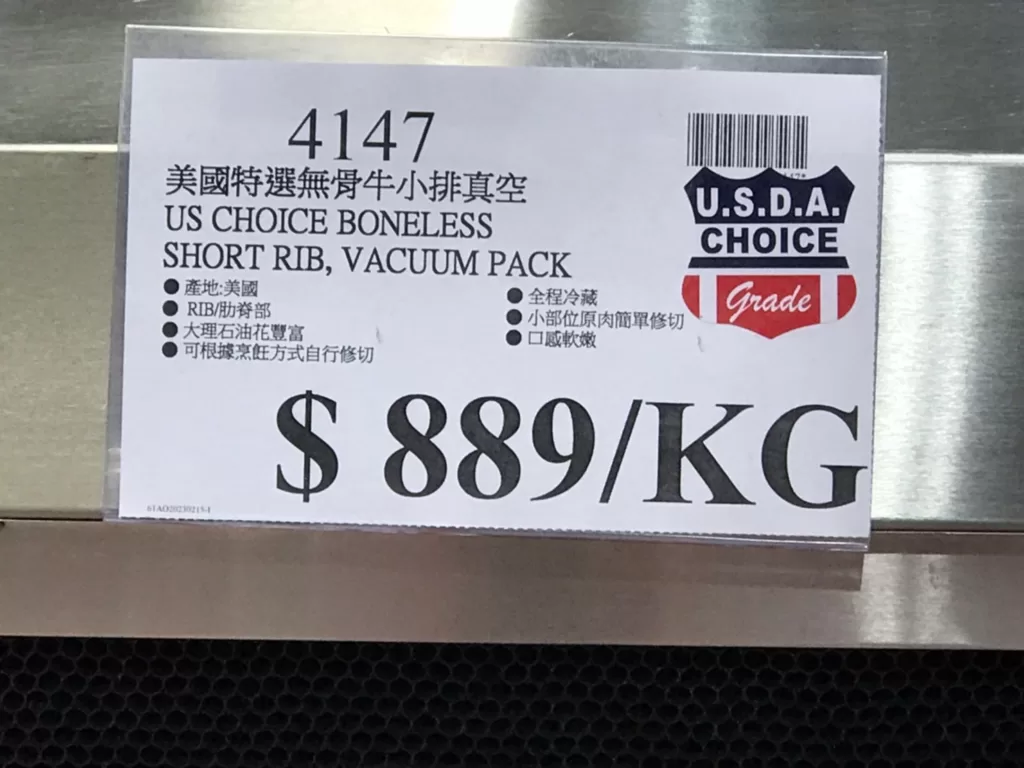 4147
美國特選無骨牛小排真空
US CHOICE BONELESS
SHORT RIB, VACUUM PACK
● 產地:美國
● RIB/肋脊部
● 大理石油花豐富
● 可根據烹飪方式自行修切
● 全程冷藏
● 小部位原肉簡單修切
● 口感軟嫩
U.S.D.A.
CHOICE
Grade
$ 889/KG